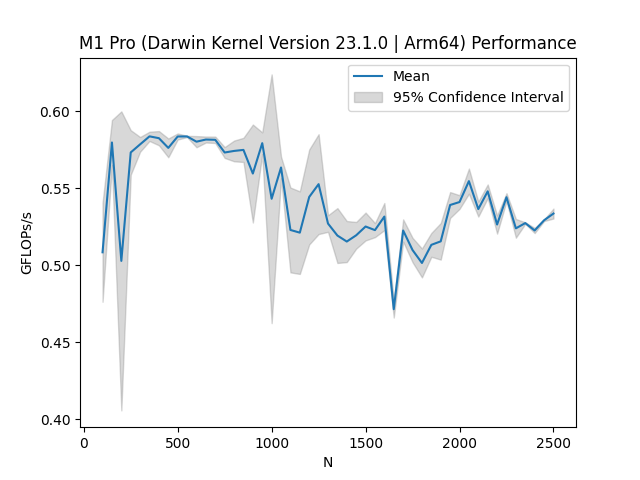 M1 Pro (Darwin Kernel Version 23.1.0 | Arm64) Performance
Mean
95% Confidence Interval
0.60
0.55
0.50
0.45
0.40
GFLOPs/s
0 500 1000 1500 2000 2500
N